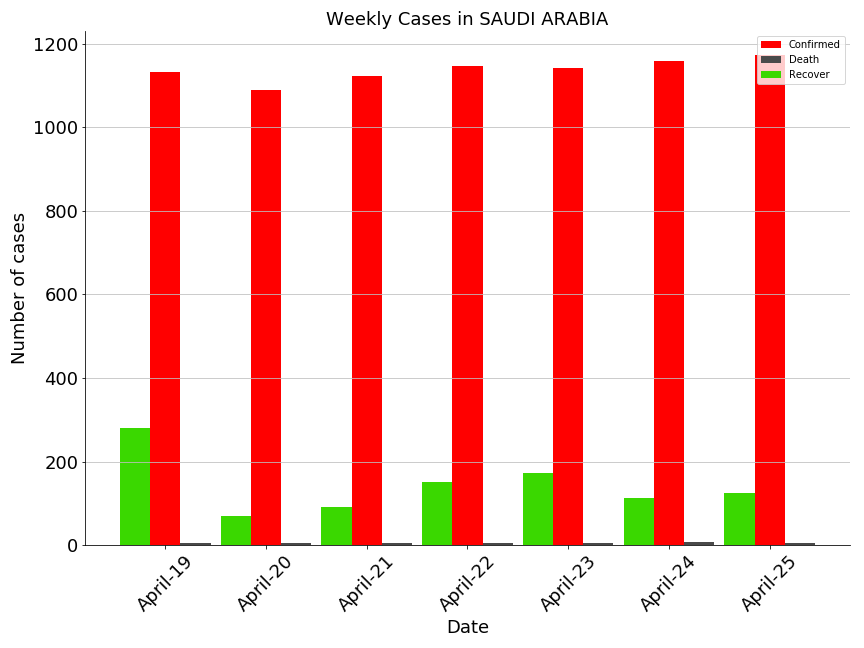 Weekly Cases in SAUDI ARABIA
Confirmed
Death
Recover
1200
1000
800
600
400
200
0
Number of cases
April-19
April-20
April-21
April-22
April-23
April-24
April-25
Date